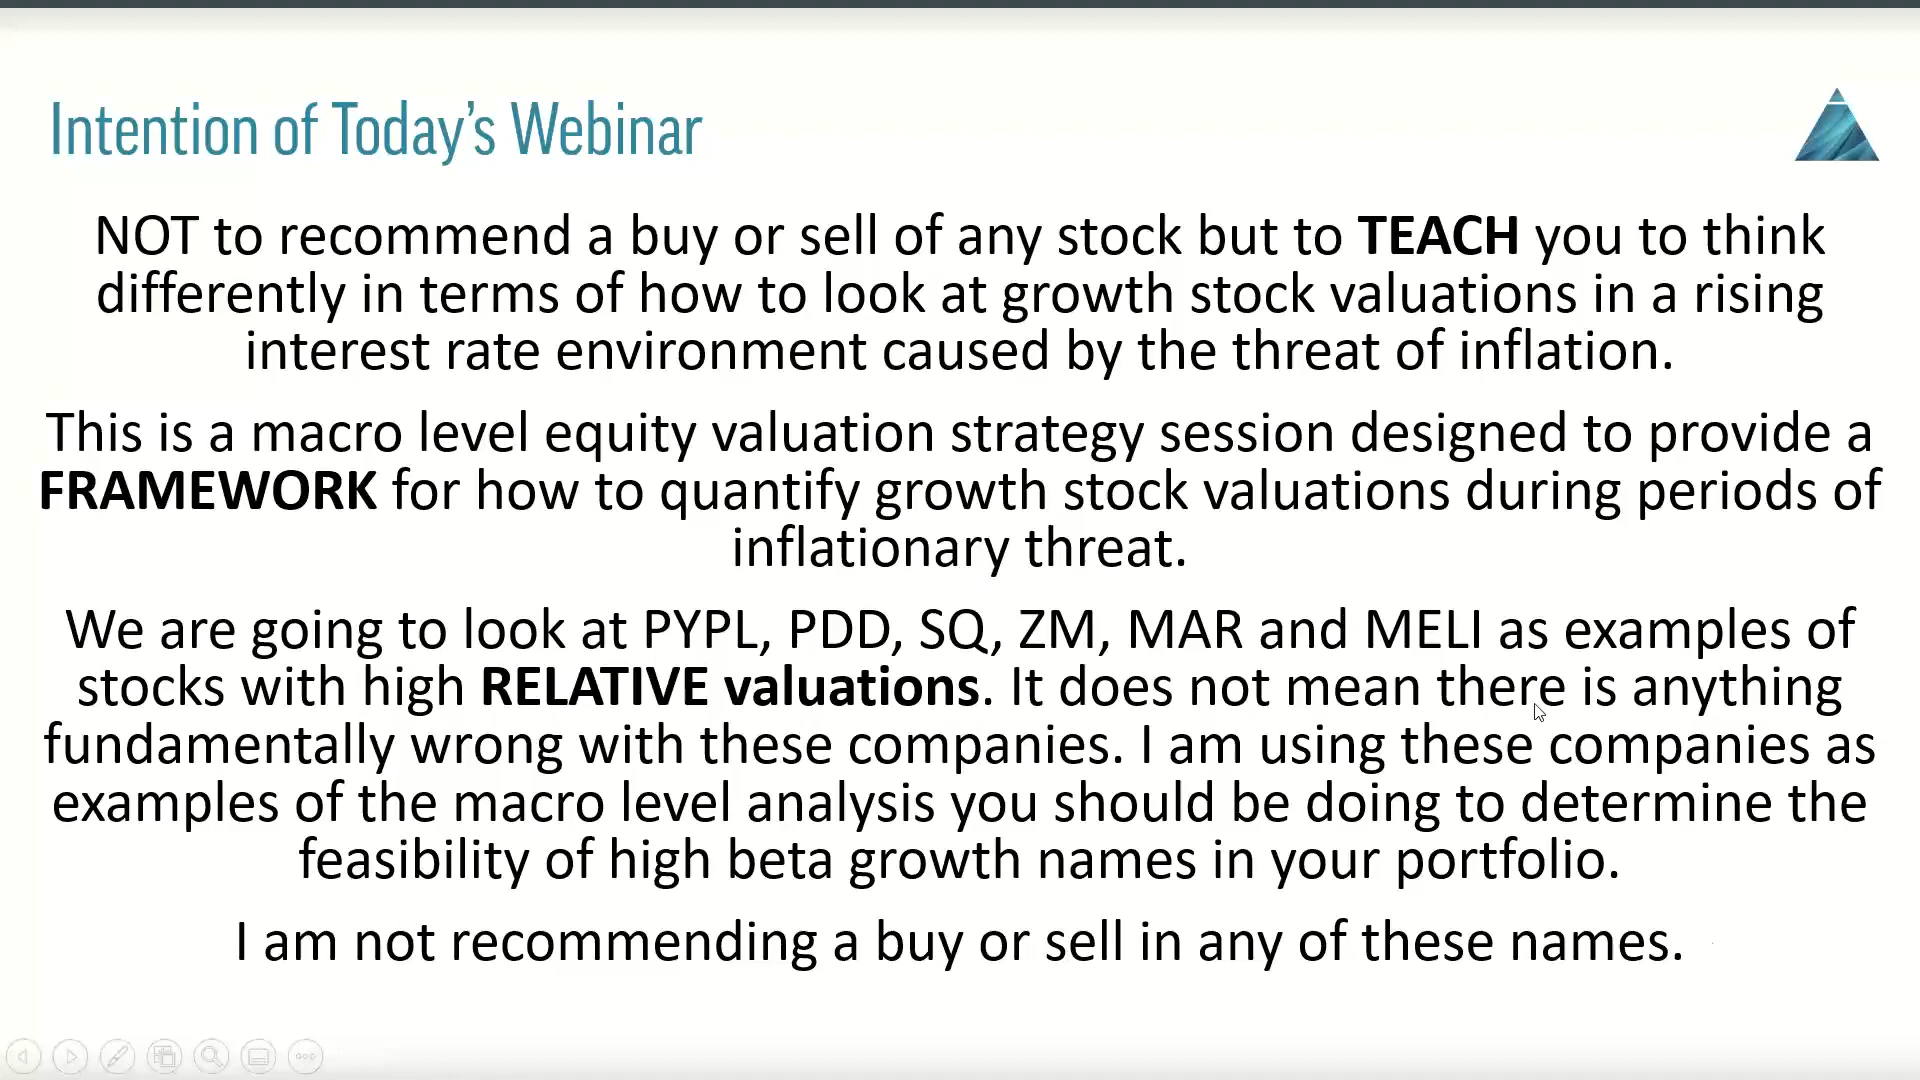 Intention of Today’s Webinar
NOT to recommend a buy or sell of any stock but to TEACH you to think
differently in terms of how to look at growth stock valuations in a rising
interest rate environment caused by the threat of inflation.
This is a macro level equity valuation strategy session designed to provide a
FRAMEWORK for how to quantify growth stock valuations during periods of
inflationary threat.
We are going to look at PYPL, PDD, SQ, ZM, MAR and MELI as examples of
stocks with high RELATIVE valuations. It does not mean there is anything
fundamentally wrong with these companies. I am using these companies as
examples of the macro level analysis you should be doing to determine the
feasibility of high beta growth names in your portfolio.
I am not recommending a buy or sell in any of these names.